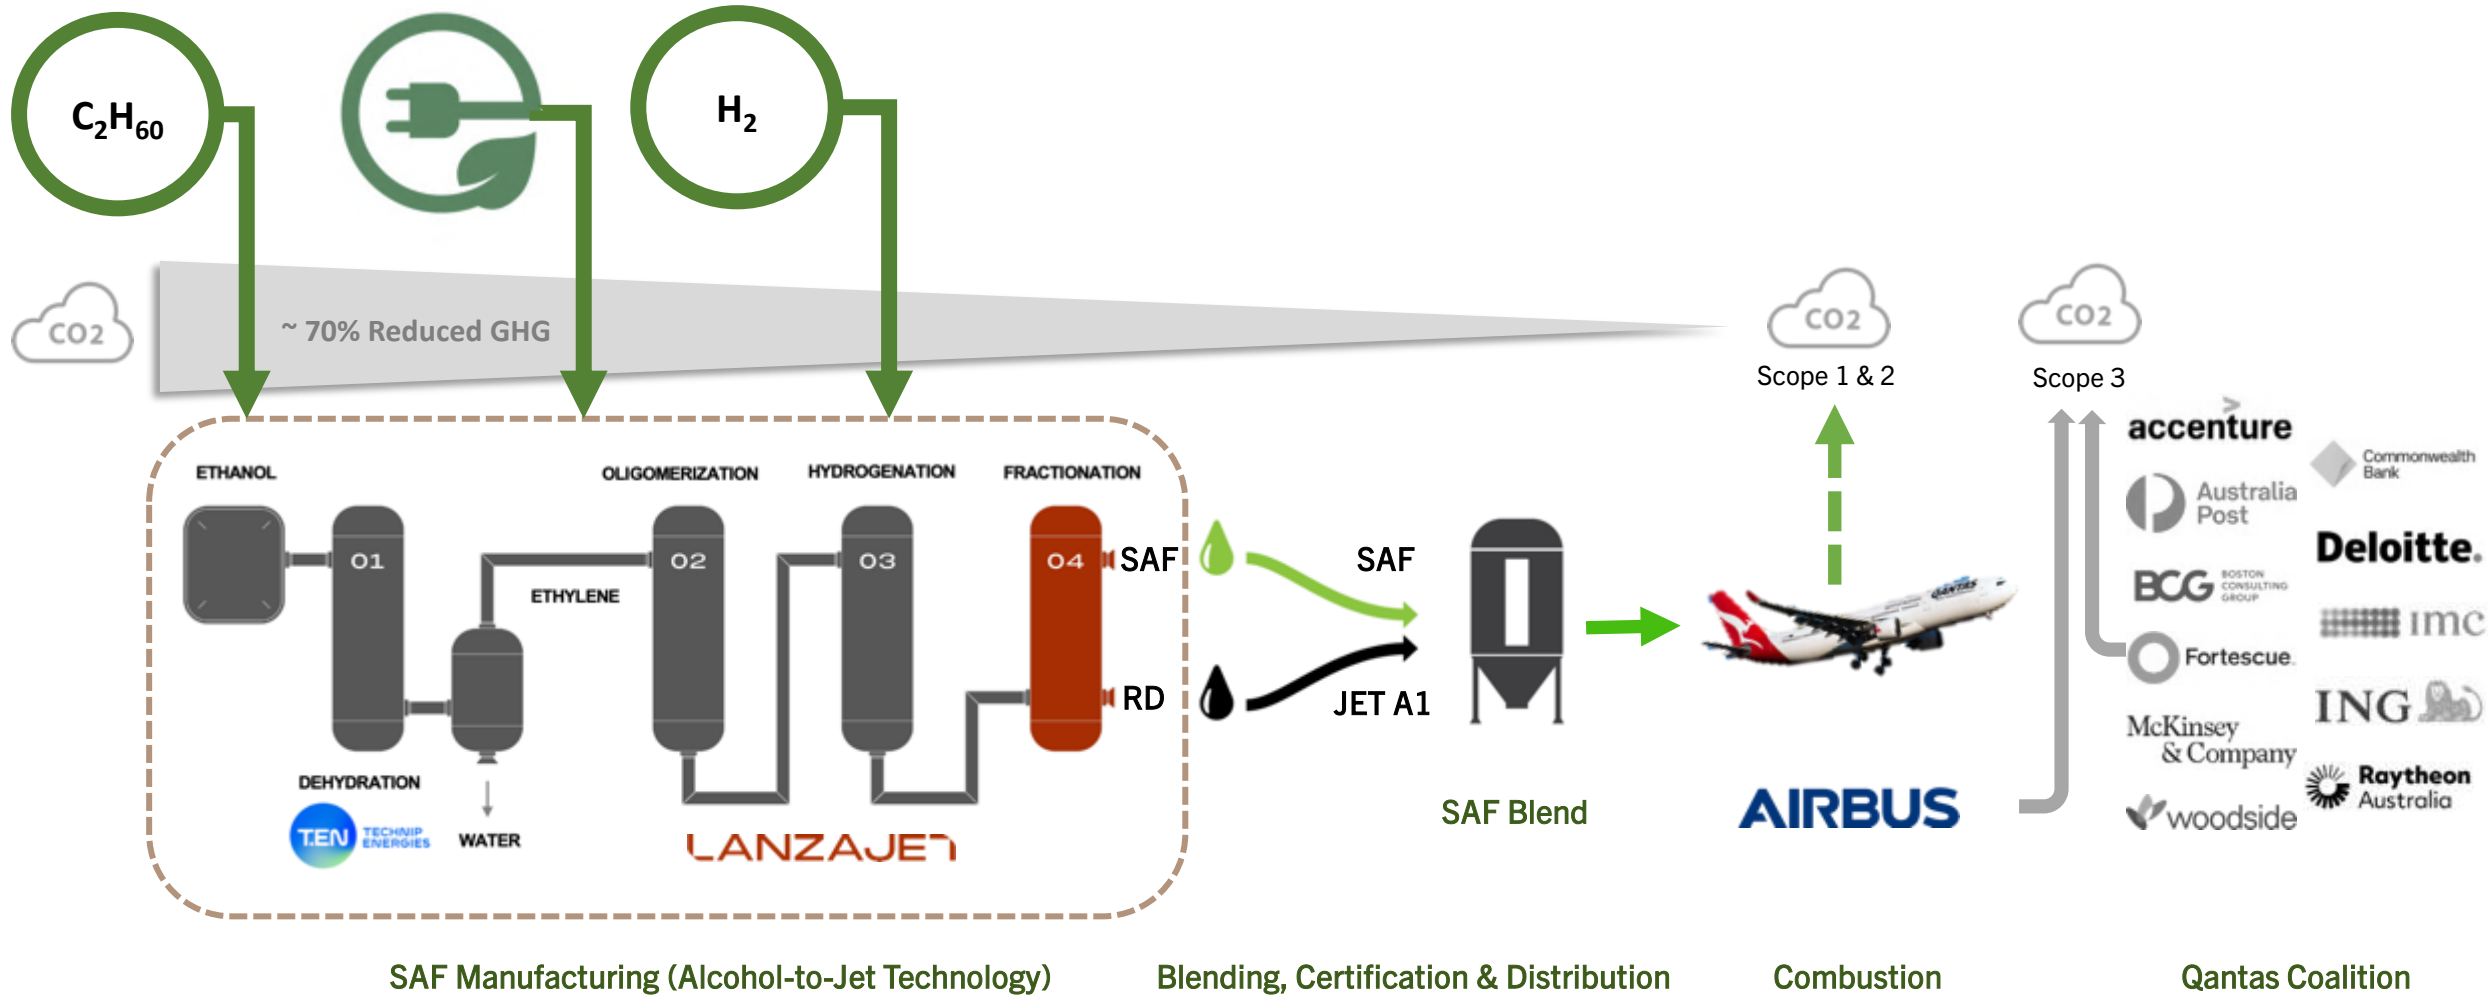 C₂H₆₀
H₂
CO2
~ 70% Reduced GHG
CO2
Scope 1 & 2
CO2
Scope 3
ETHANOL
OLIGOMERIZATION
HYDROGENATION
FRACTIONATION
01
02
03
04
ETHYLENE
SAF
RD
DEHYDRATION
T.EN
TECHNIP
ENERGIES
WATER
LANZAJET
SAF
JET A1
SAF Blend
QANTAS
AIRBUS
>
accenture
Commonwealth
Bank
Australia
Post
Deloitte.
BCG
BOSTON
CONSULTING
GROUP
imc
Fortescue
ING
McKinsey
& Company
Raytheon
Australia
woodside
SAF Manufacturing (Alcohol-to-Jet Technology)
Blending, Certification & Distribution
Combustion
Qantas Coalition